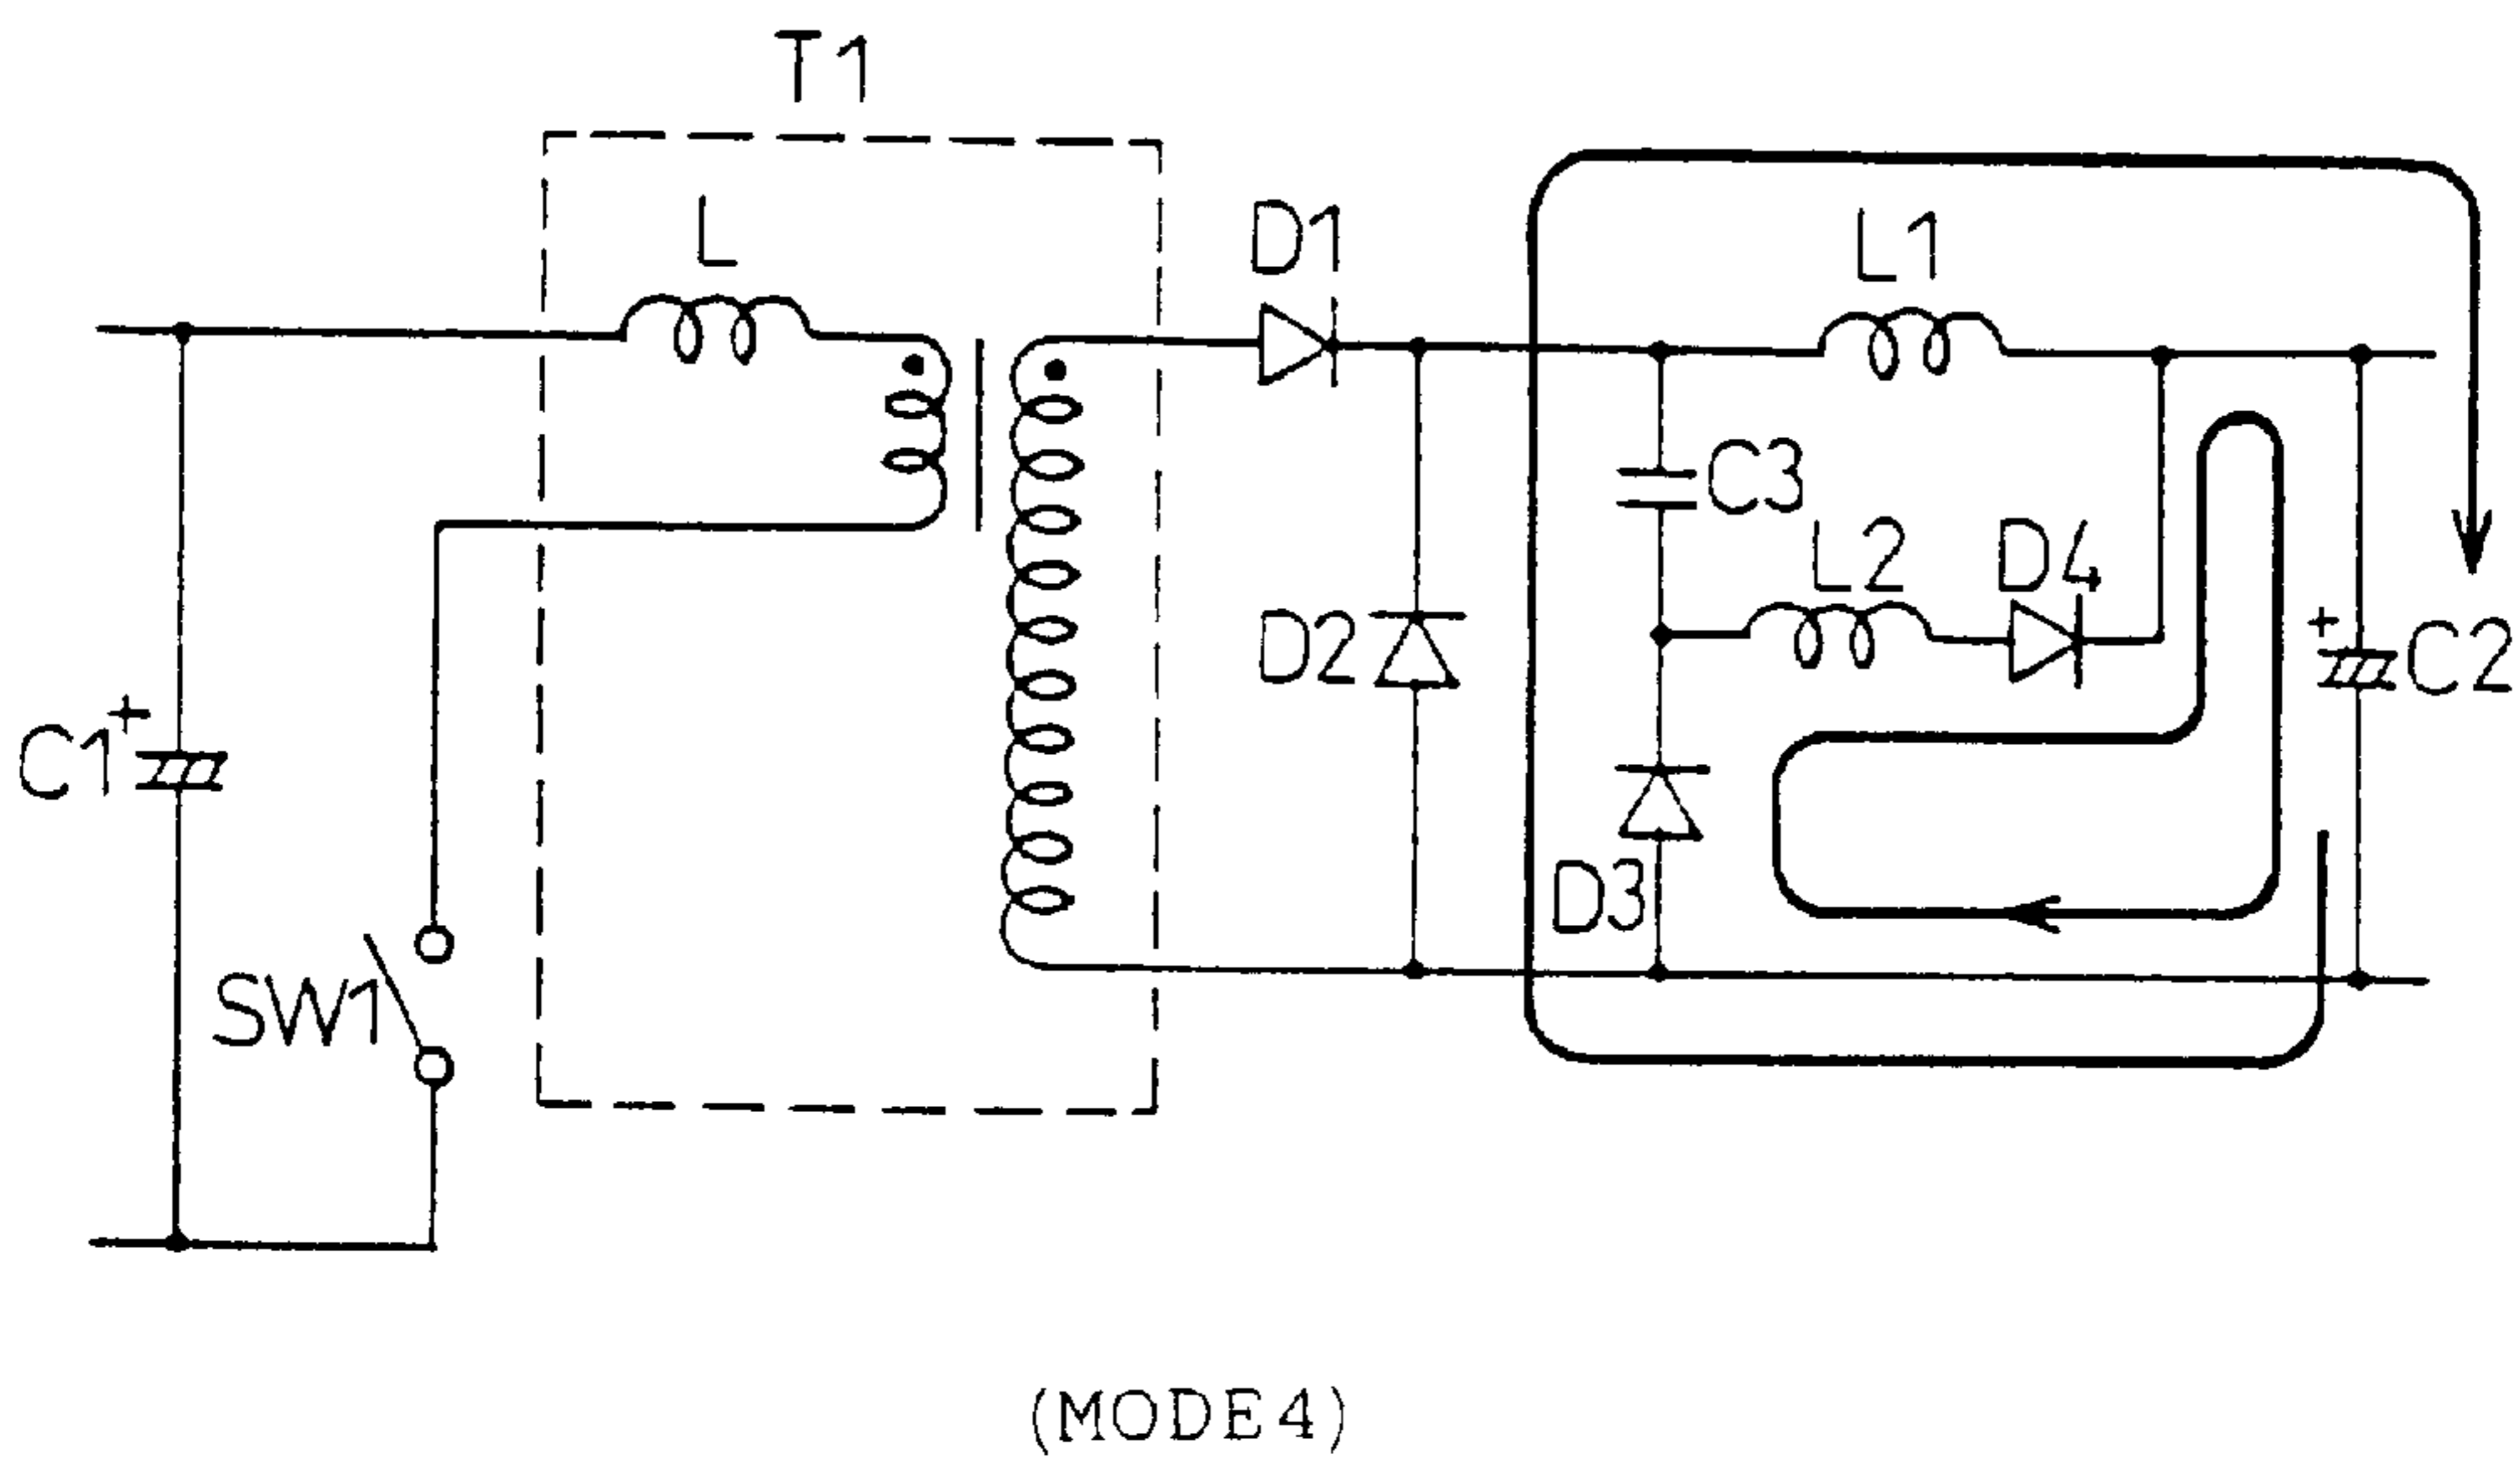 T1
L
D1
L1
C3
L2
D4
D2
+
C2
C1
+
D3
SW1
(MODE4)